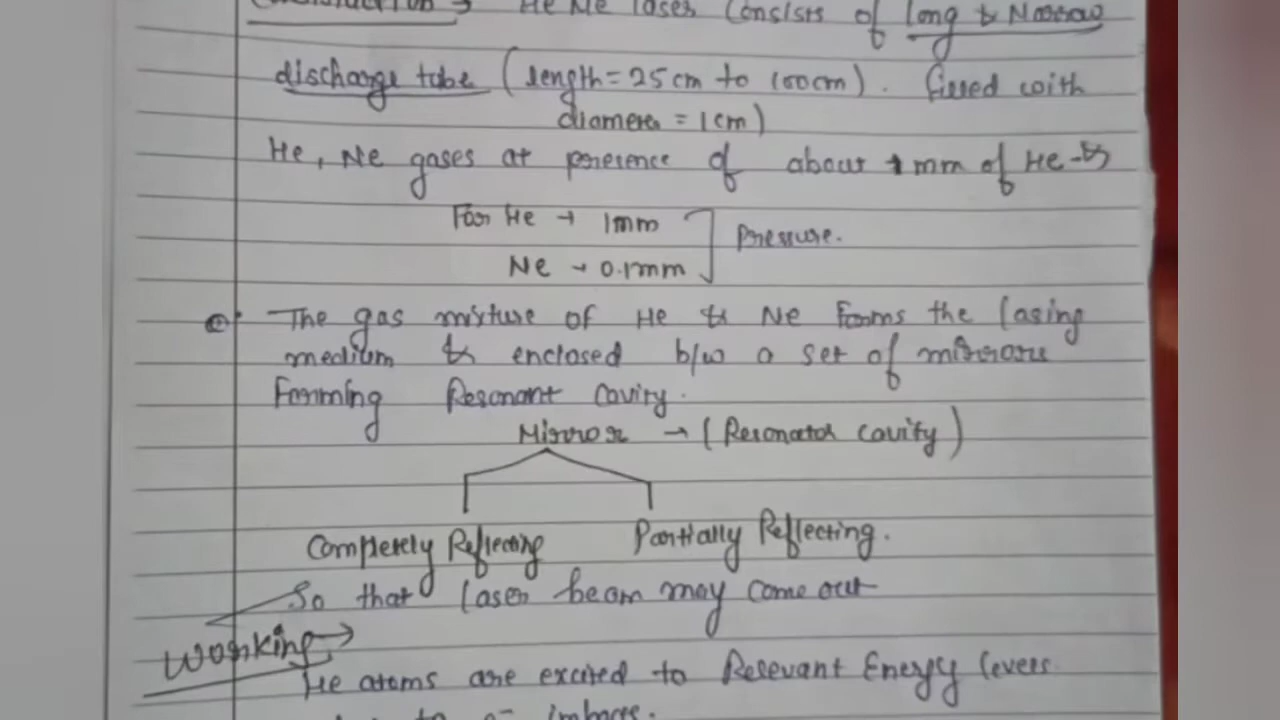 Construction → He Ne laser consists of long & Narrow
discharge tube (length = 25 cm to 100cm). filled with
diameter = 1cm)
He, Ne gases at presence of about 1 mm of He &
For He → 1mm
Pressure.
Ne → 0.1mm
The gas mixture of He & Ne Forms the lasing
medium & enclosed b/w a set of mirrors
Forming Resonant Cavity.
Mirror → (Resonator cavity)
Completely Reflecting Partially Reflecting.
So that laser beam may come out
Working →
He atoms are excited to Relevant Energy levels